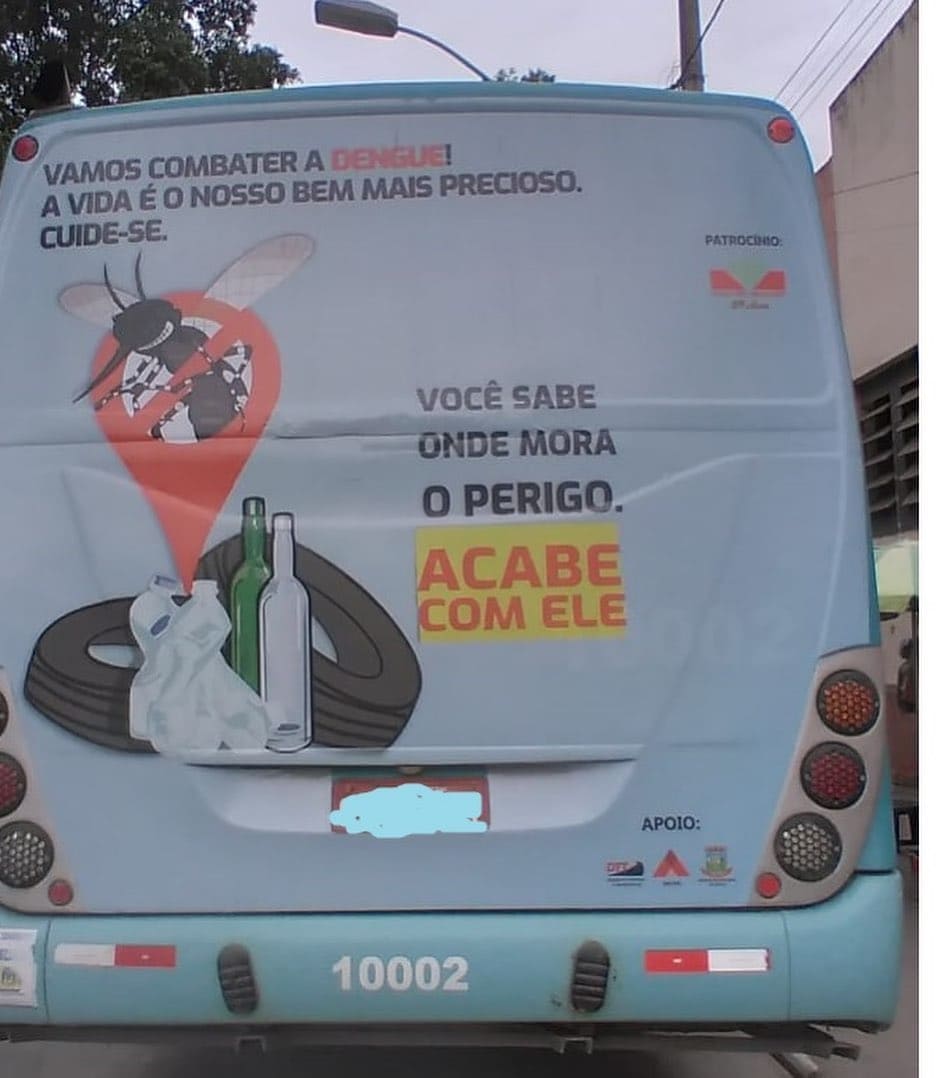 VAMOS COMBATER A DENGUE!
A VIDA É O NOSSO BEM MAIS PRECIOSO.
CUIDE-SE.
PATROCÍNIO:
VOCÊ SABE
ONDE MORA
O PERIGO.
ACABE
COM ELE
10002
APOIO:
10002